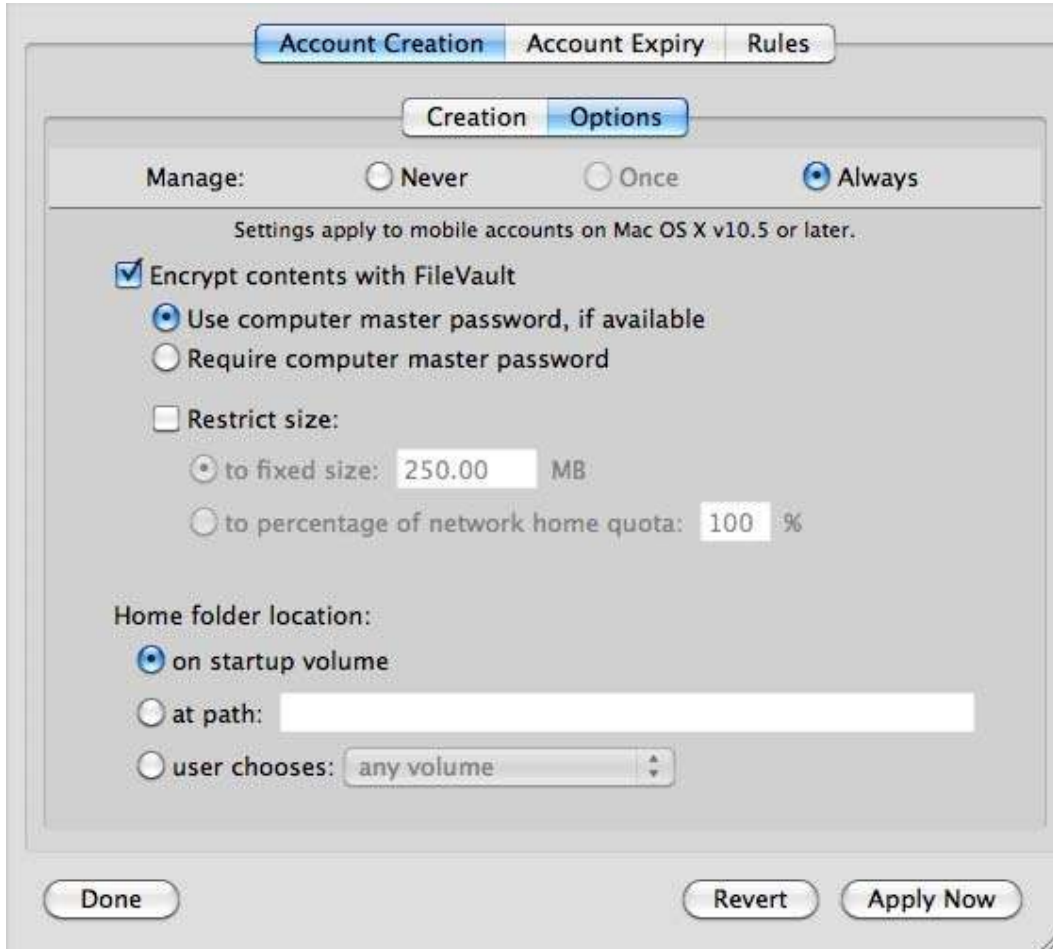 Account Creation Account Expiry Rules
Creation Options
Manage: Never Once Always
Settings apply to mobile accounts on Mac OS X v10.5 or later.
Encrypt contents with FileVault
Use computer master password, if available
Require computer master password
Restrict size:
to fixed size: 250.00 MB
to percentage of network home quota: 100 %
Home folder location:
on startup volume
at path:
user chooses: any volume
Done Revert Apply Now